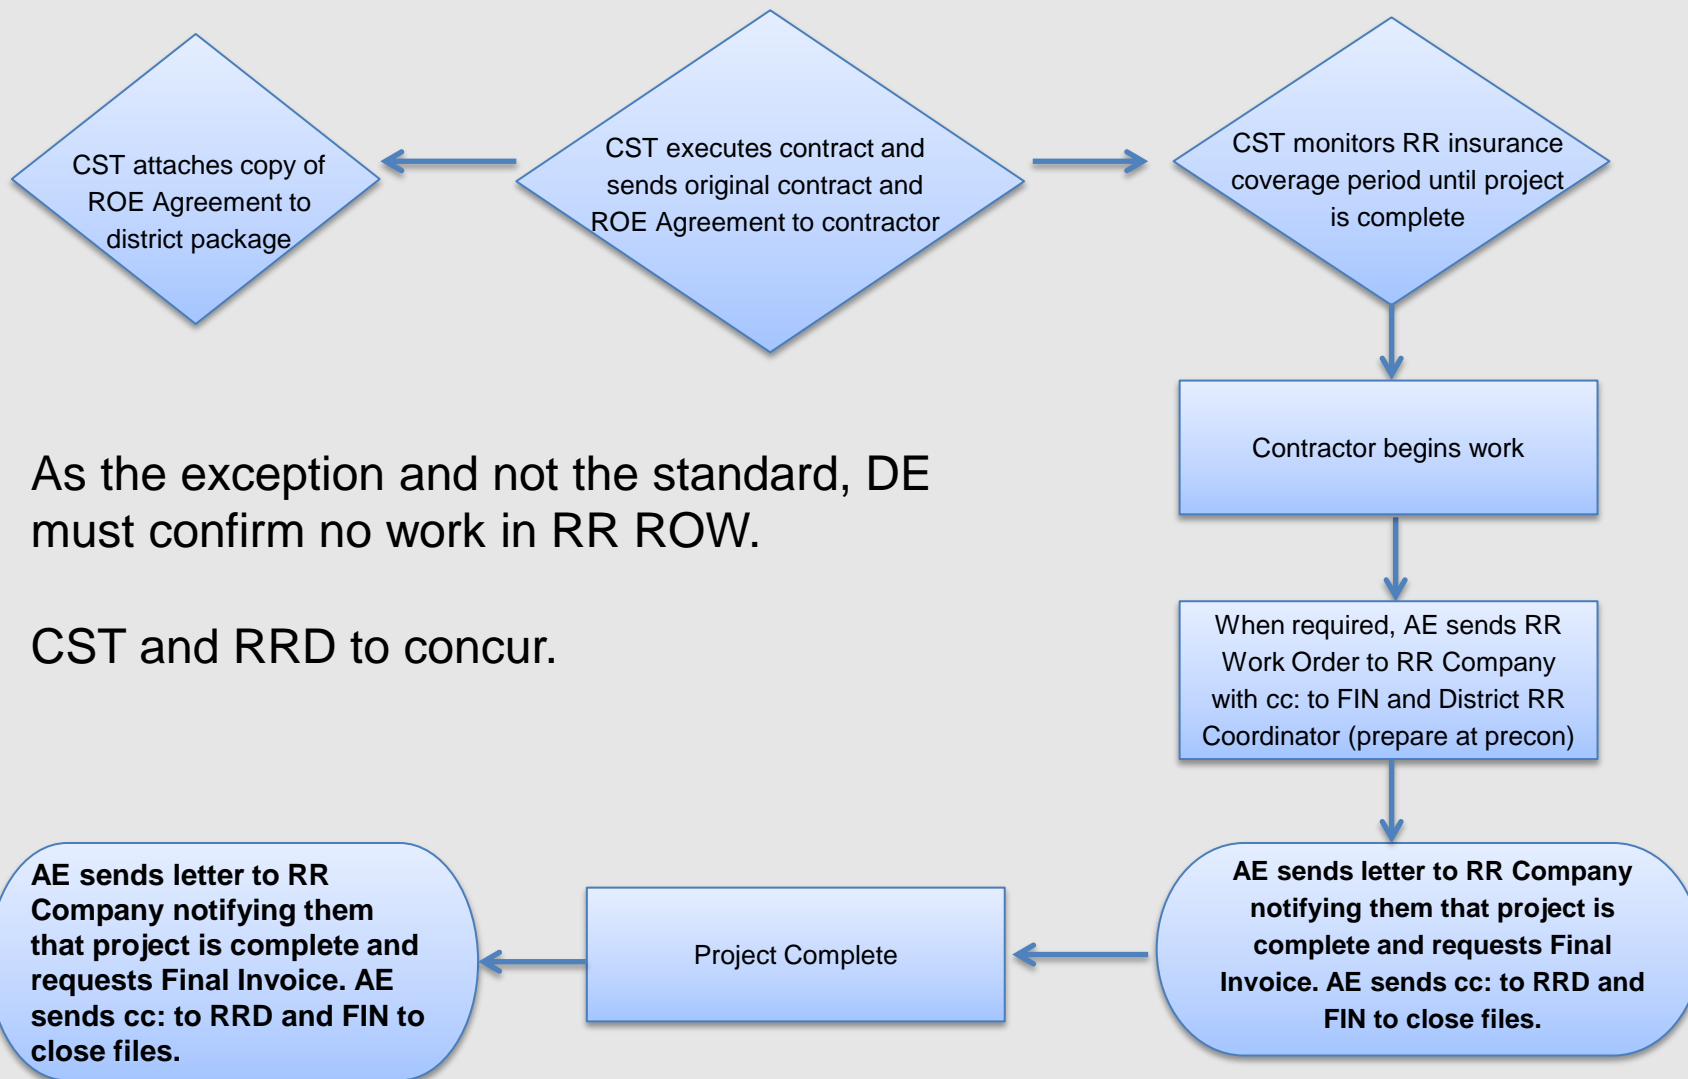 CST attaches copy of
ROE Agreement to
district package
CST executes contract and
sends original contract and
ROE Agreement to contractor
CST monitors RR insurance
coverage period until project
is complete
Contractor begins work
As the exception and not the standard, DE
must confirm no work in RR ROW.
CST and RRD to concur.
When required, AE sends RR
Work Order to RR Company
with cc: to FIN and District RR
Coordinator (prepare at precon)
AE sends letter to RR Company
notifying them that project is
complete and requests Final
Invoice. AE sends cc: to RRD and
FIN to close files.
Project Complete
AE sends letter to RR
Company notifying them
that project is complete and
requests Final Invoice. AE
sends cc: to RRD and FIN to
close files.